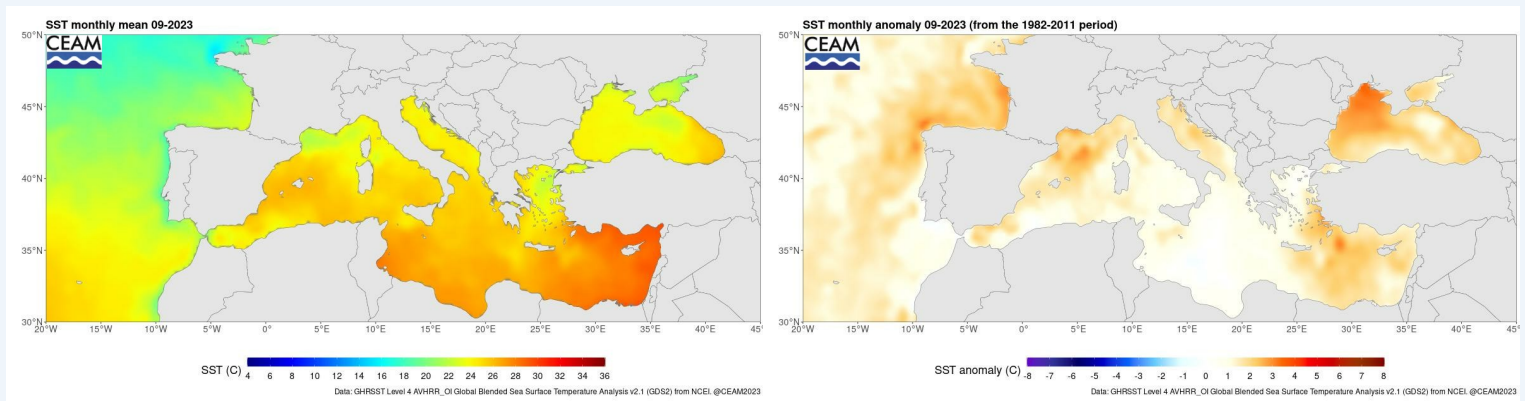 SST monthly mean 09-2023
CEAM
50°N
45°N
40°N
35°N
30°N
20°W 15°W 10°W 5°W 0° 5°E 10°E 15°E 20°E 25°E 30°E 35°E 40°E 45°
SST (C)
4 6 8 10 12 14 16 18 20 22 24 26 28 30 32 34 36
Data: GHRSST Level 4 AVHRR_OI Global Blended Sea Surface Temperature Analysis v2.1 (GDS2) from NCEI. @CEAM2023
SST monthly anomaly 09-2023 (from the 1982-2011 period)
CEAM
50°N
45°N
40°N
35°N
30°N
20°W 15°W 10°W 5°W 0° 5°E 10°E 15°E 20°E 25°E 30°E 35°E 40°E 45°E
SST anomaly (C)
-8 -7 -6 -5 -4 -3 -2 -1 0 1 2 3 4 5 6 7 8
Data: GHRSST Level 4 AVHRR_OI Global Blended Sea Surface Temperature Analysis v2.1 (GDS2) from NCEI. @CEAM2023